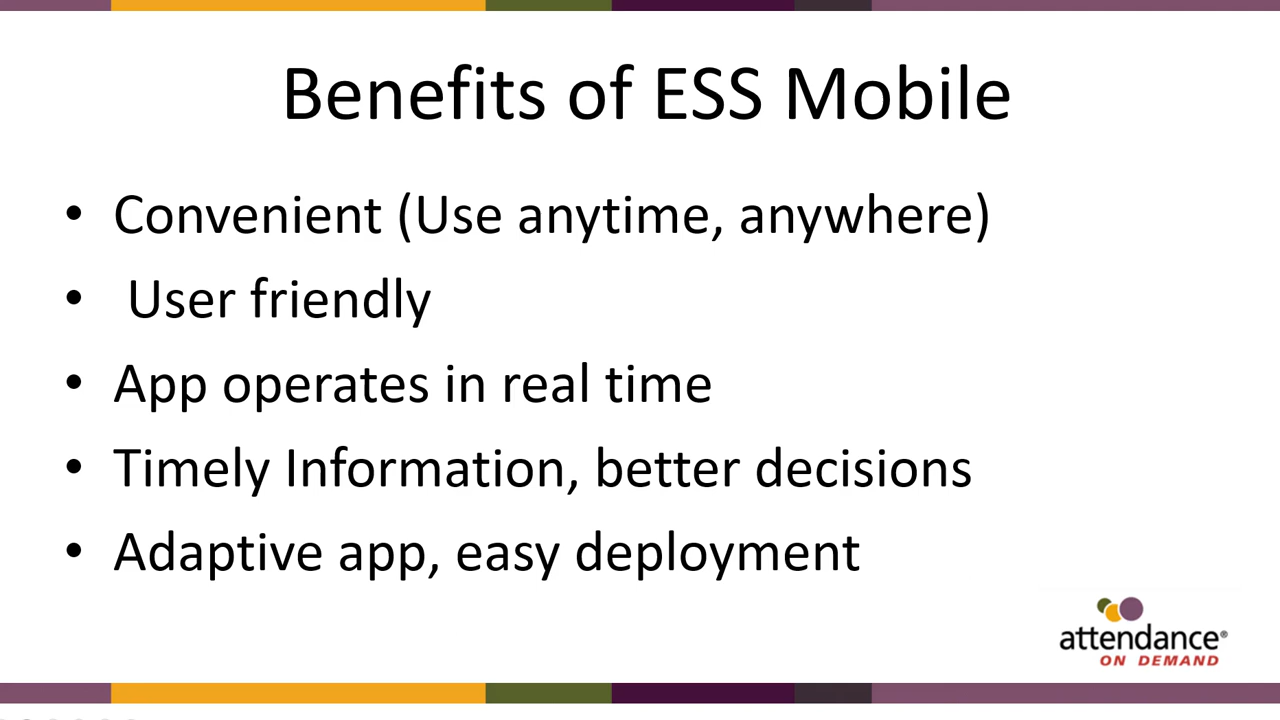 Benefits of ESS Mobile
• Convenient (Use anytime, anywhere)
• User friendly
• App operates in real time
• Timely Information, better decisions
• Adaptive app, easy deployment
attendance®
ON DEMAND